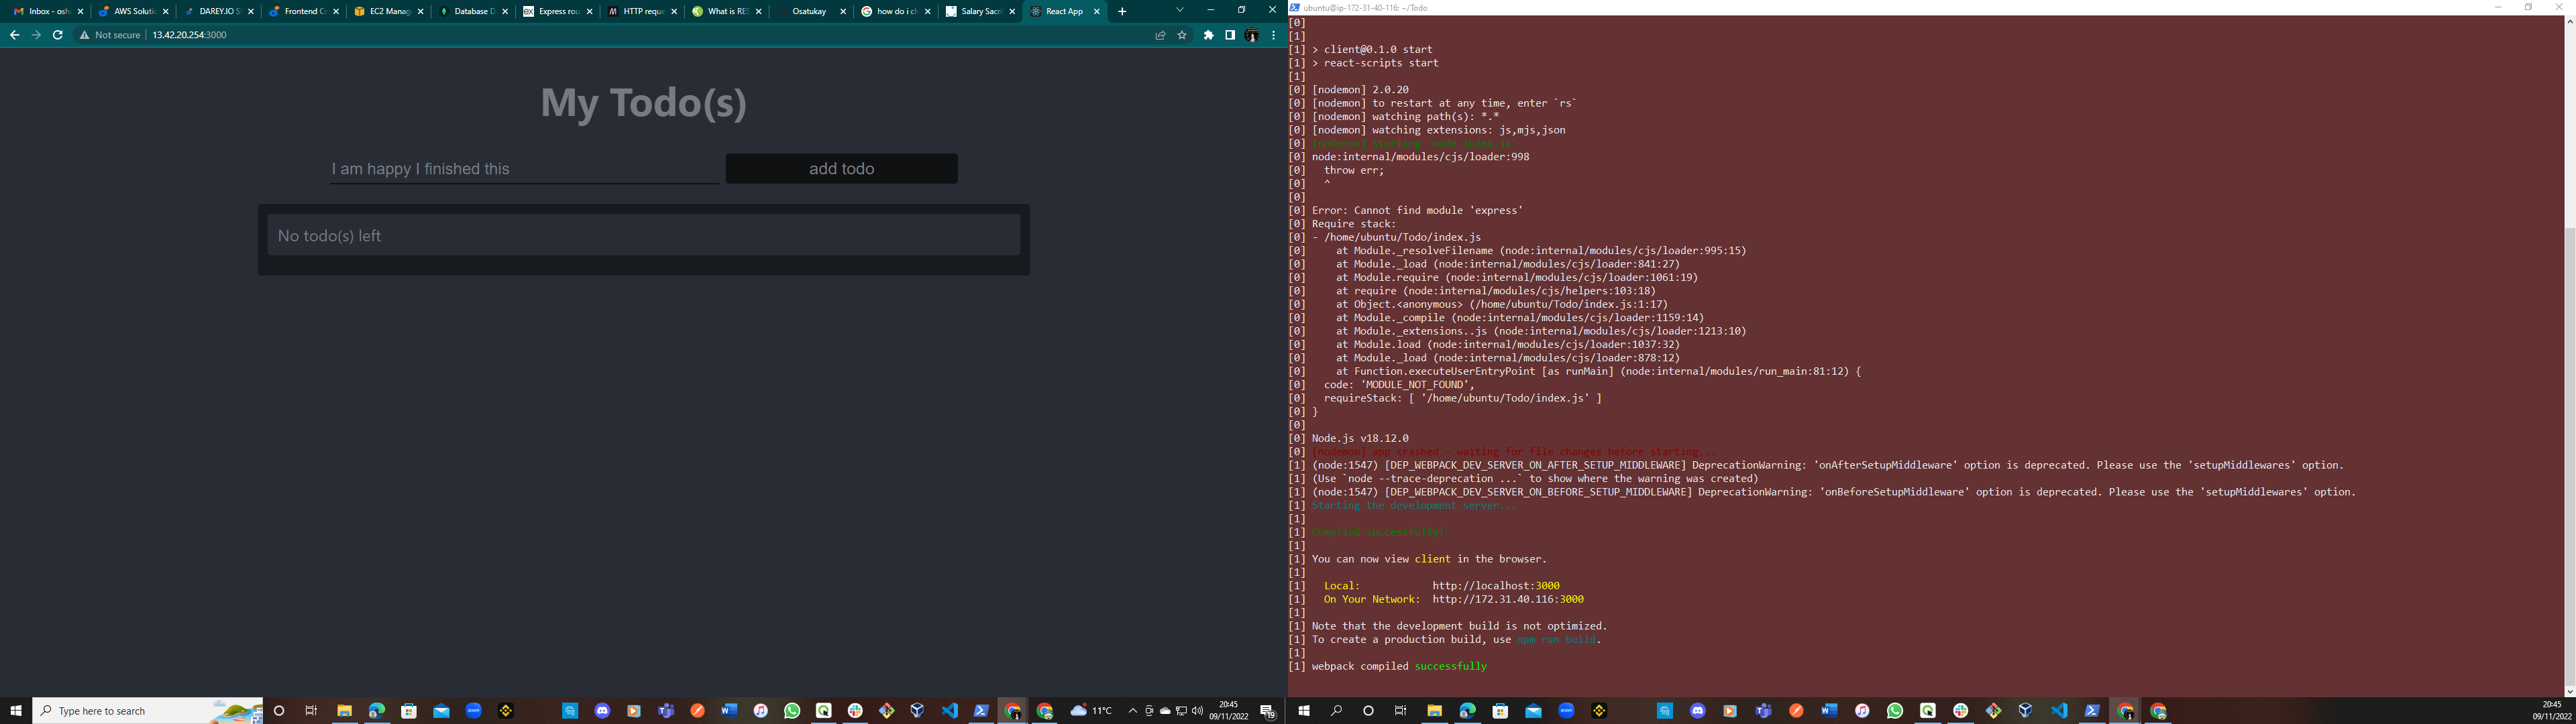 Inbox - osh
AWS Solutio
DAREY.IO S
Frontend C
EC2 Manag
Database D
Express rou
HTTP reque
What is RES
Osatukay
how do i ch
Salary Sacri
React App
Not secure
13.42.20.254:3000
My Todo(s)
I am happy I finished this
add todo
No todo(s) left
Type here to search
11°C
20:45
09/11/2022
19
ubuntu@ip-172-31-40-116: ~/Todo
[0]
[1]
[1] > client@0.1.0 start
[1] > react-scripts start
[1]
[0] [nodemon] 2.0.20
[0] [nodemon] to restart at any time, enter `rs`
[0] [nodemon] watching path(s): *.*
[0] [nodemon] watching extensions: js,mjs,json
[0] [nodemon] starting `node index.js`
[0] node:internal/modules/cjs/loader:998
[0]   throw err;
[0]   ^
[0]
[0] Error: Cannot find module 'express'
[0] Require stack:
[0] - /home/ubuntu/Todo/index.js
[0]     at Module._resolveFilename (node:internal/modules/cjs/loader:995:15)
[0]     at Module._load (node:internal/modules/cjs/loader:841:27)
[0]     at Module.require (node:internal/modules/cjs/loader:1061:19)
[0]     at require (node:internal/modules/cjs/helpers:103:18)
[0]     at Object.<anonymous> (/home/ubuntu/Todo/index.js:1:17)
[0]     at Module._compile (node:internal/modules/cjs/loader:1159:14)
[0]     at Module._extensions..js (node:internal/modules/cjs/loader:1213:10)
[0]     at Module.load (node:internal/modules/cjs/loader:1037:32)
[0]     at Module._load (node:internal/modules/cjs/loader:878:12)
[0]     at Function.executeUserEntryPoint [as runMain] (node:internal/modules/run_main:81:12) {
[0]   code: 'MODULE_NOT_FOUND',
[0]   requireStack: [ '/home/ubuntu/Todo/index.js' ]
[0] }
[0]
[0] Node.js v18.12.0
[0] [nodemon] app crashed - waiting for file changes before starting...
[1] (node:1547) [DEP_WEBPACK_DEV_SERVER_ON_AFTER_SETUP_MIDDLEWARE] DeprecationWarning: 'onAfterSetupMiddleware' option is deprecated. Please use the 'setupMiddlewares' option.
[1] (Use `node --trace-deprecation ...` to show where the warning was created)
[1] (node:1547) [DEP_WEBPACK_DEV_SERVER_ON_BEFORE_SETUP_MIDDLEWARE] DeprecationWarning: 'onBeforeSetupMiddleware' option is deprecated. Please use the 'setupMiddlewares' option.
[1] Starting the development server...
[1]
[1] Compiled successfully!
[1]
[1] You can now view client in the browser.
[1]
[1]   Local:            http://localhost:3000
[1]   On Your Network:  http://172.31.40.116:3000
[1]
[1] Note that the development build is not optimized.
[1] To create a production build, use npm run build.
[1]
[1] webpack compiled successfully
20:45
09/11/2022